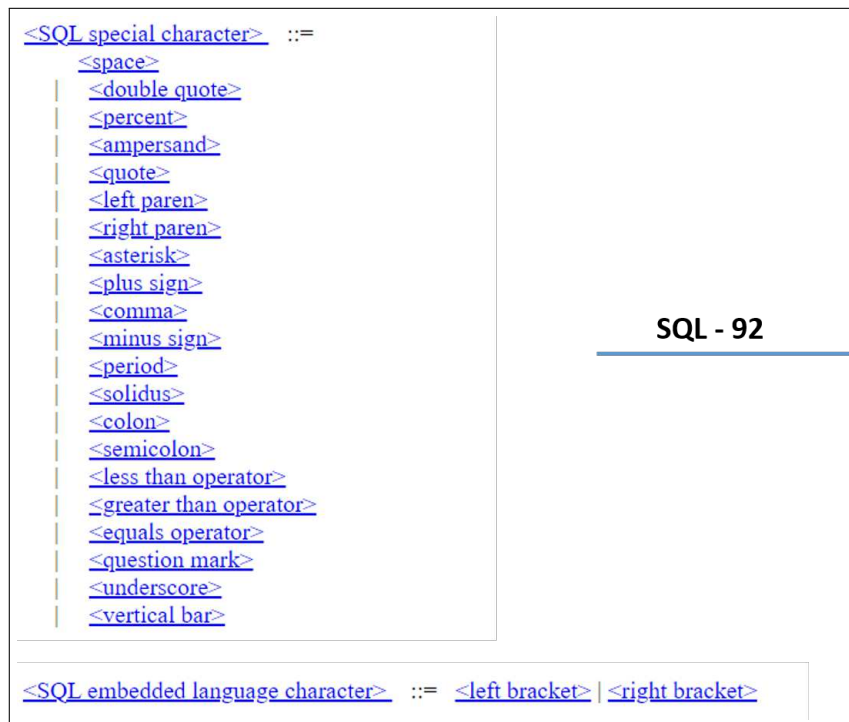 <SQL special character> ::=
<space>
| <double quote>
| <percent>
| <ampersand>
| <quote>
| <left paren>
| <right paren>
| <asterisk>
| <plus sign>
| <comma>
| <minus sign>
| <period>
| <solidus>
| <colon>
| <semicolon>
| <less than operator>
| <greater than operator>
| <equals operator>
| <question mark>
| <underscore>
| <vertical bar>
SQL - 92
<SQL embedded language character> ::= <left bracket> | <right bracket>